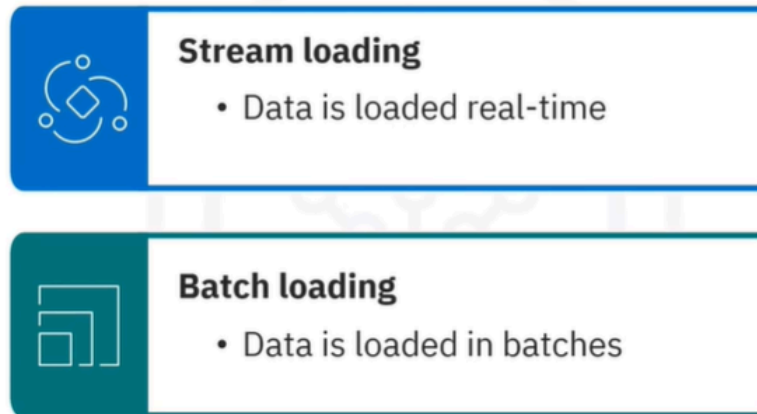 Stream loading
• Data is loaded real-time
Batch loading
• Data is loaded in batches